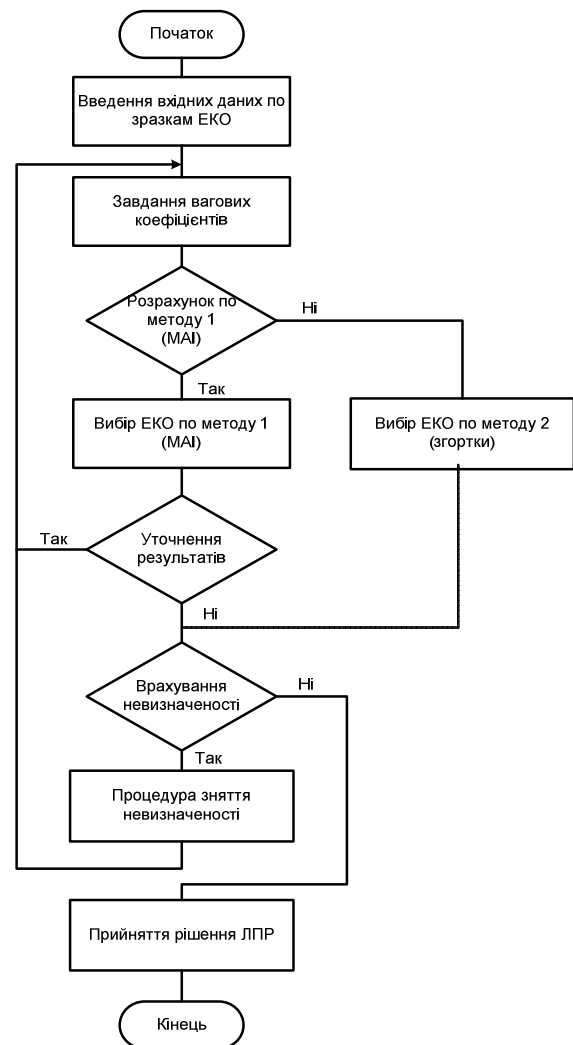 Початок
Введення вхідних даних по
зразкам ЕКО
Завдання вагових
коефіцієнтів
Розрахунок по
методу 1
(МАІ)
Ні
Так
Вибір ЕКО по методу 1
(МАІ)
Вибір ЕКО по методу 2
(згортки)
Так
Уточнення
результатів
Ні
Врахування
невизначеності
Ні
Так
Процедура зняття
невизначеності
Прийняття рішення ЛПР
Кінець